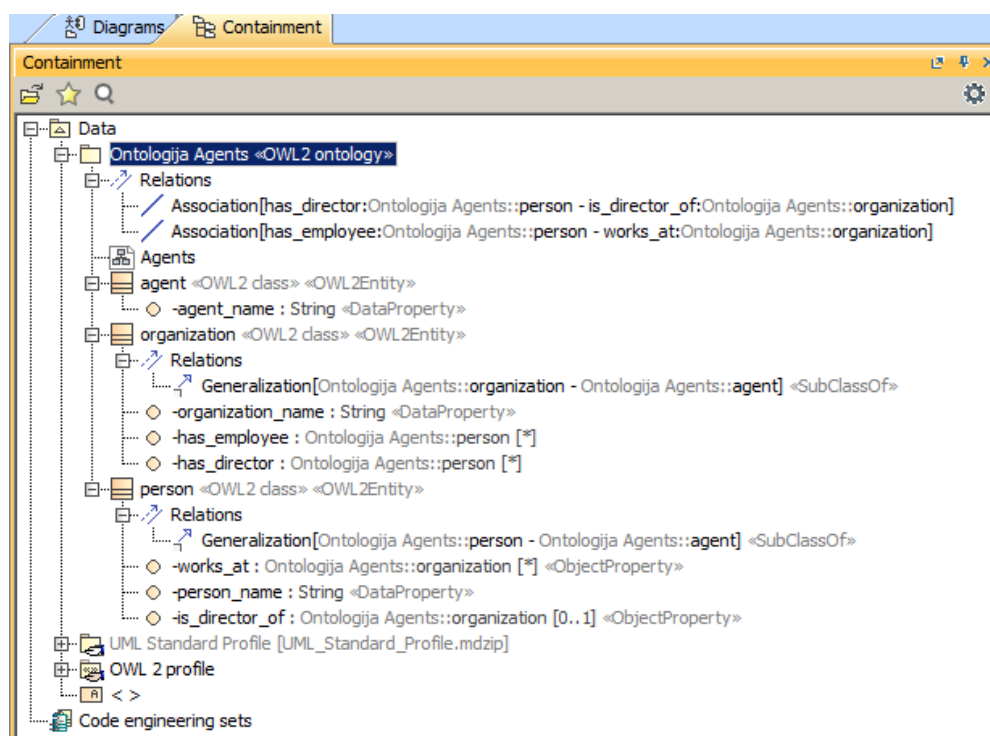 Diagrams Containment
Containment
Data
Ontologija Agents «OWL2 ontology»
Relations
Association[has_director:Ontologija Agents::person - is_director_of:Ontologija Agents::organization]
Association[has_employee:Ontologija Agents::person - works_at:Ontologija Agents::organization]
Agents
agent «OWL2 class» «OWL2Entity»
-agent_name : String «DataProperty»
organization «OWL2 class» «OWL2Entity»
Relations
Generalization[Ontologija Agents::organization - Ontologija Agents::agent] «SubClassOf»
-organization_name : String «DataProperty»
-has_employee : Ontologija Agents::person [*]
-has_director : Ontologija Agents::person [*]
person «OWL2 class» «OWL2Entity»
Relations
Generalization[Ontologija Agents::person - Ontologija Agents::agent] «SubClassOf»
-works_at : Ontologija Agents::organization [*] «ObjectProperty»
-person_name : String «DataProperty»
-is_director_of : Ontologija Agents::organization [0..1] «ObjectProperty»
UML Standard Profile [UML_Standard_Profile.mdzip]
OWL 2 profile
A < >
Code engineering sets